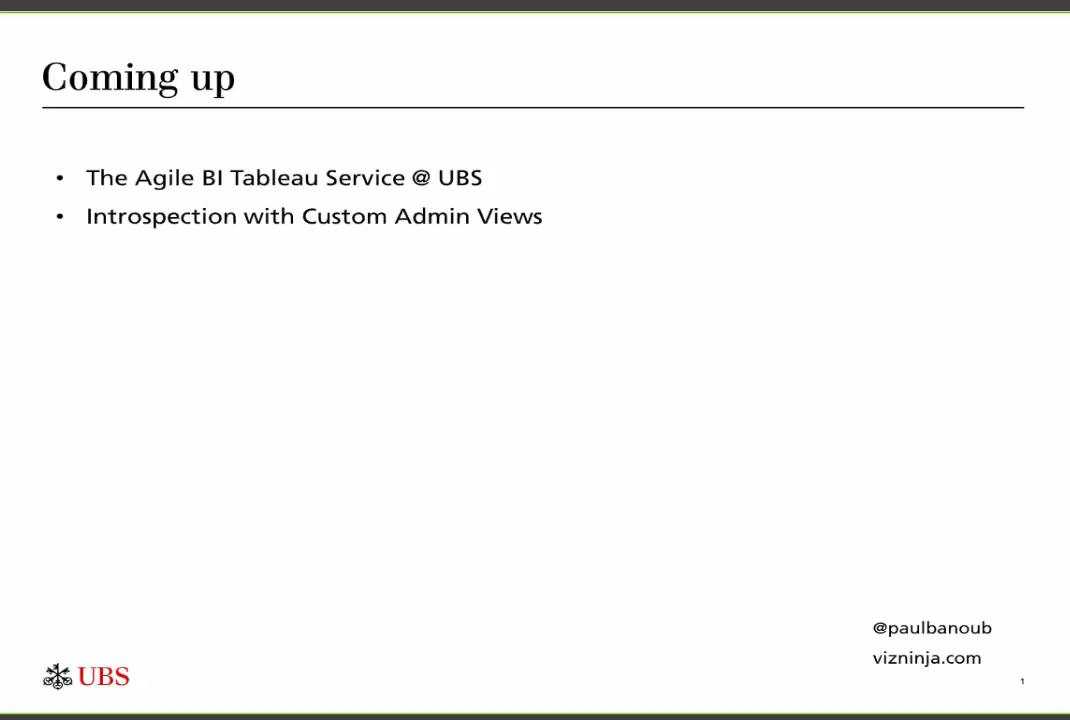 Coming up
• The Agile BI Tableau Service @ UBS
• Introspection with Custom Admin Views
@paulbanoub
vizninja.com
UBS
1